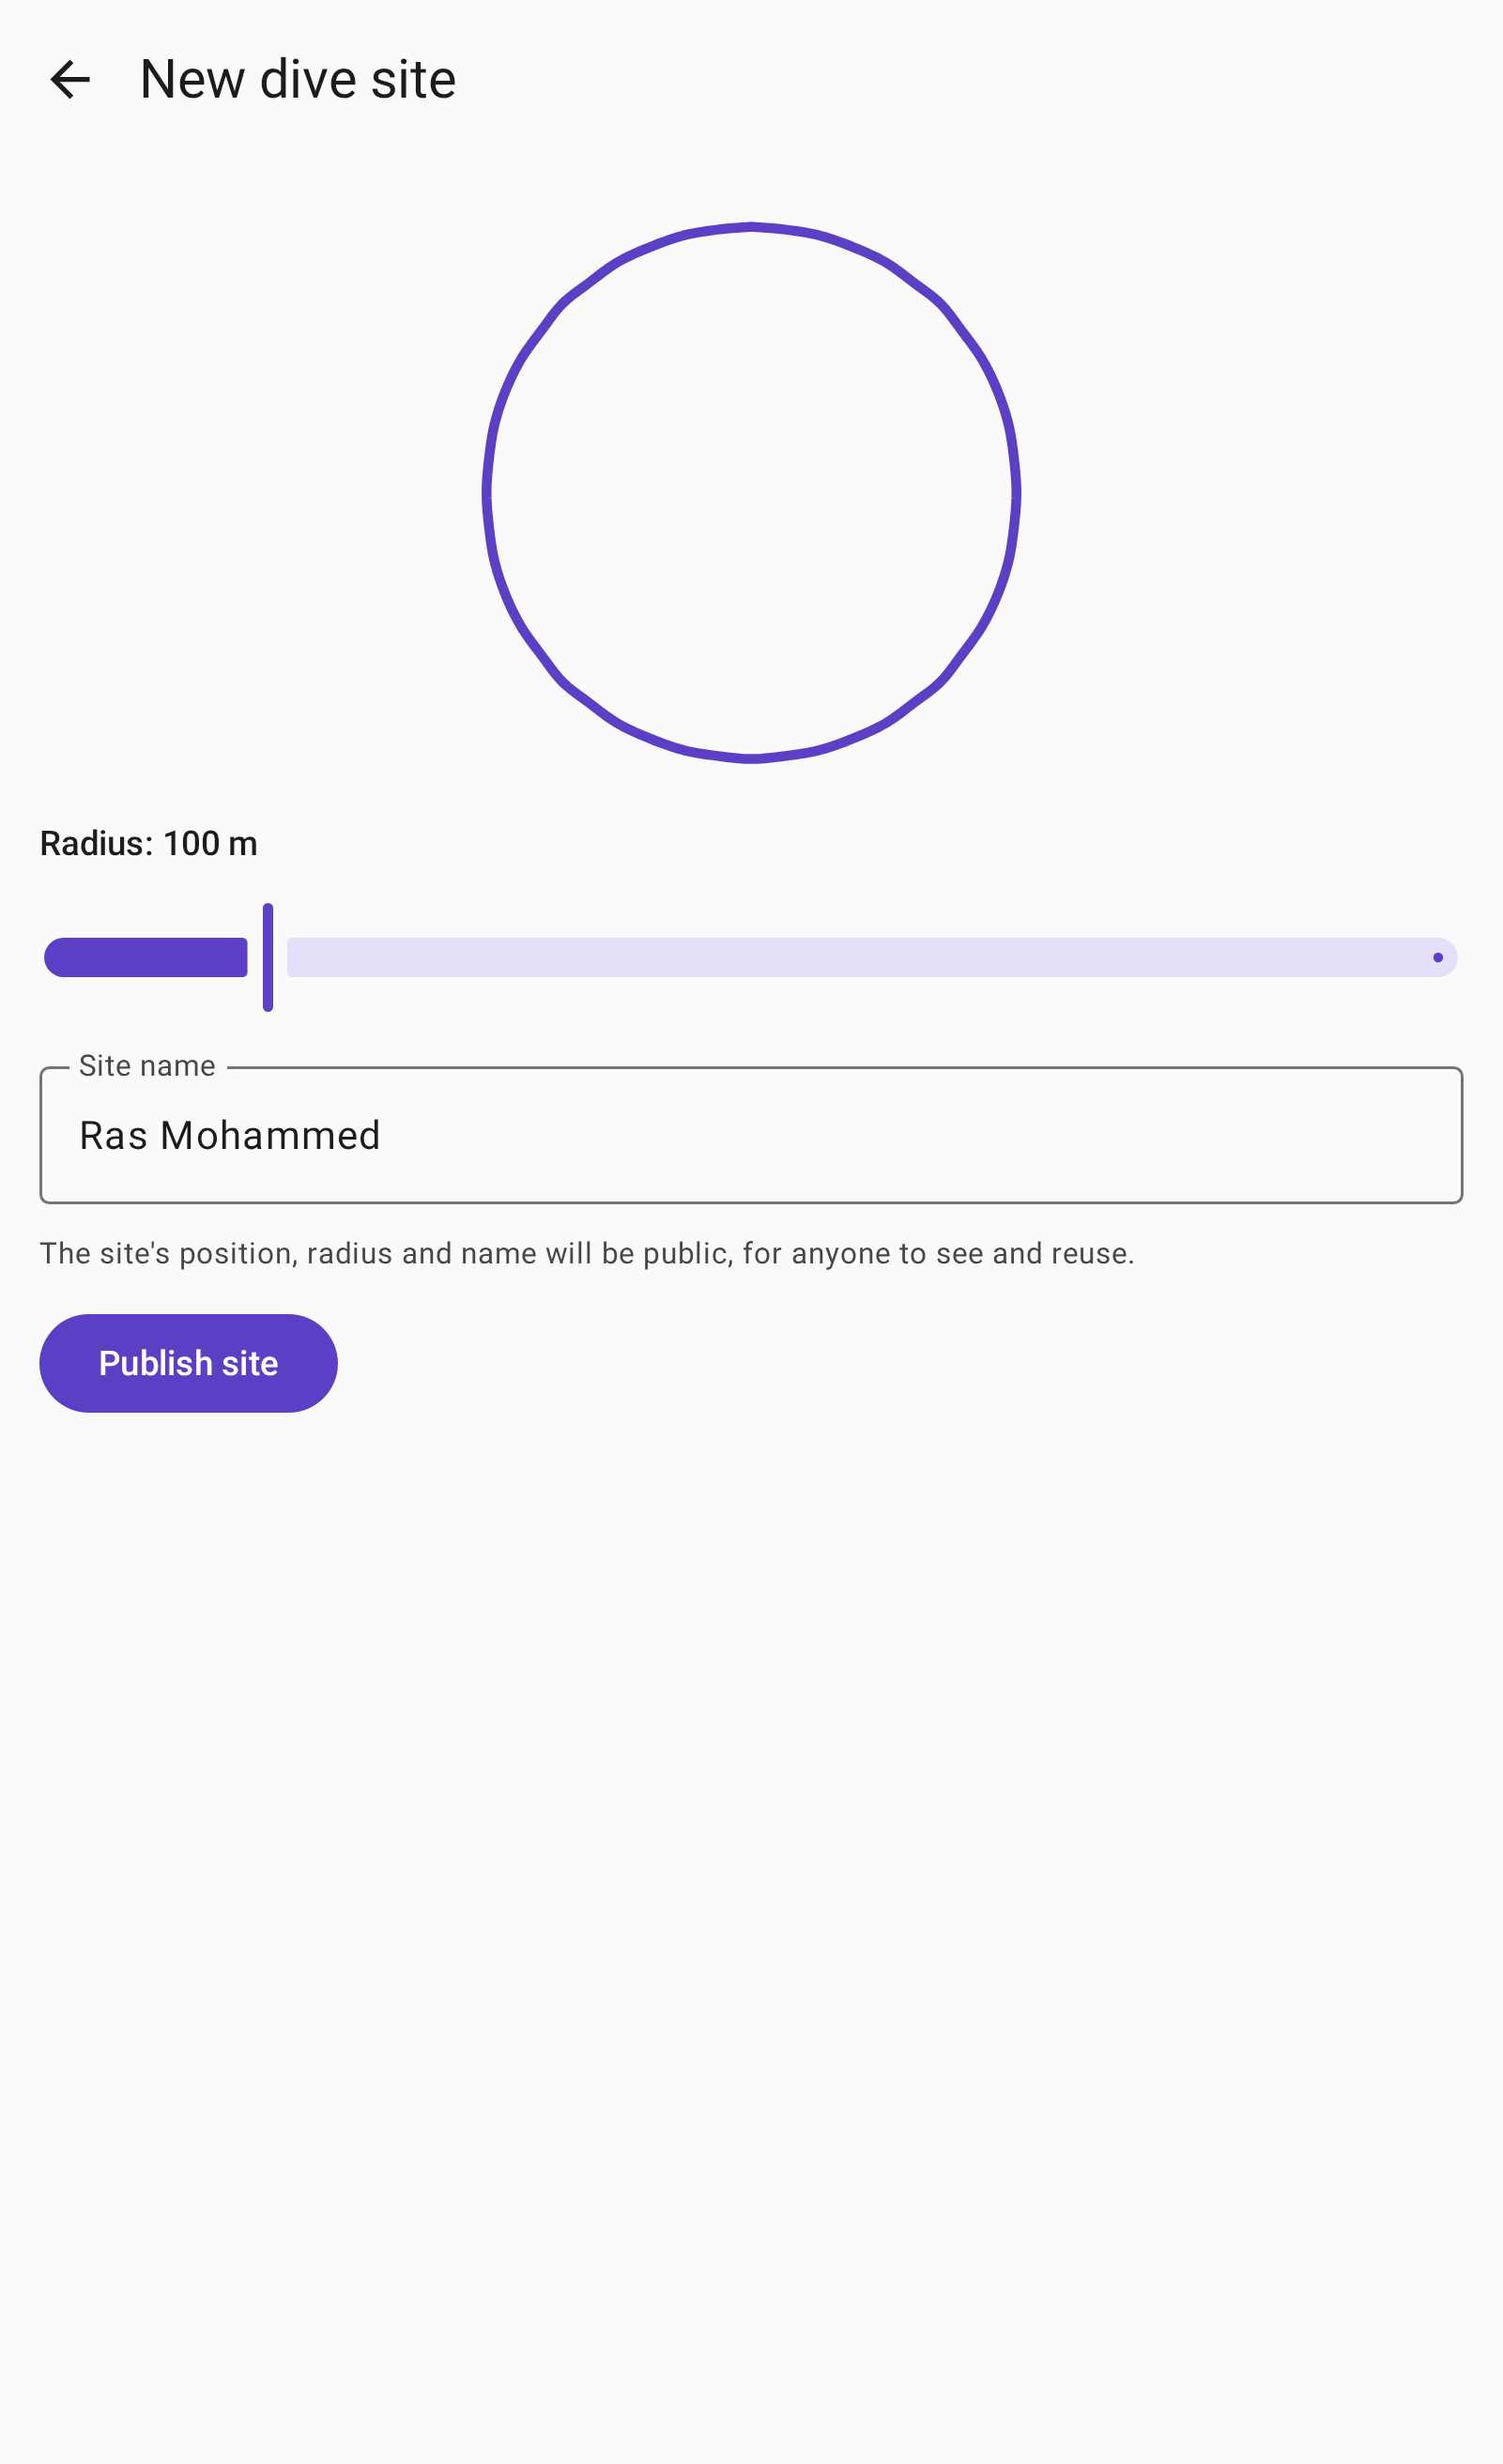 New dive site
Radius: 100 m
Site name
Ras Mohammed
The site's position, radius and name will be public, for anyone to see and reuse.
Publish site